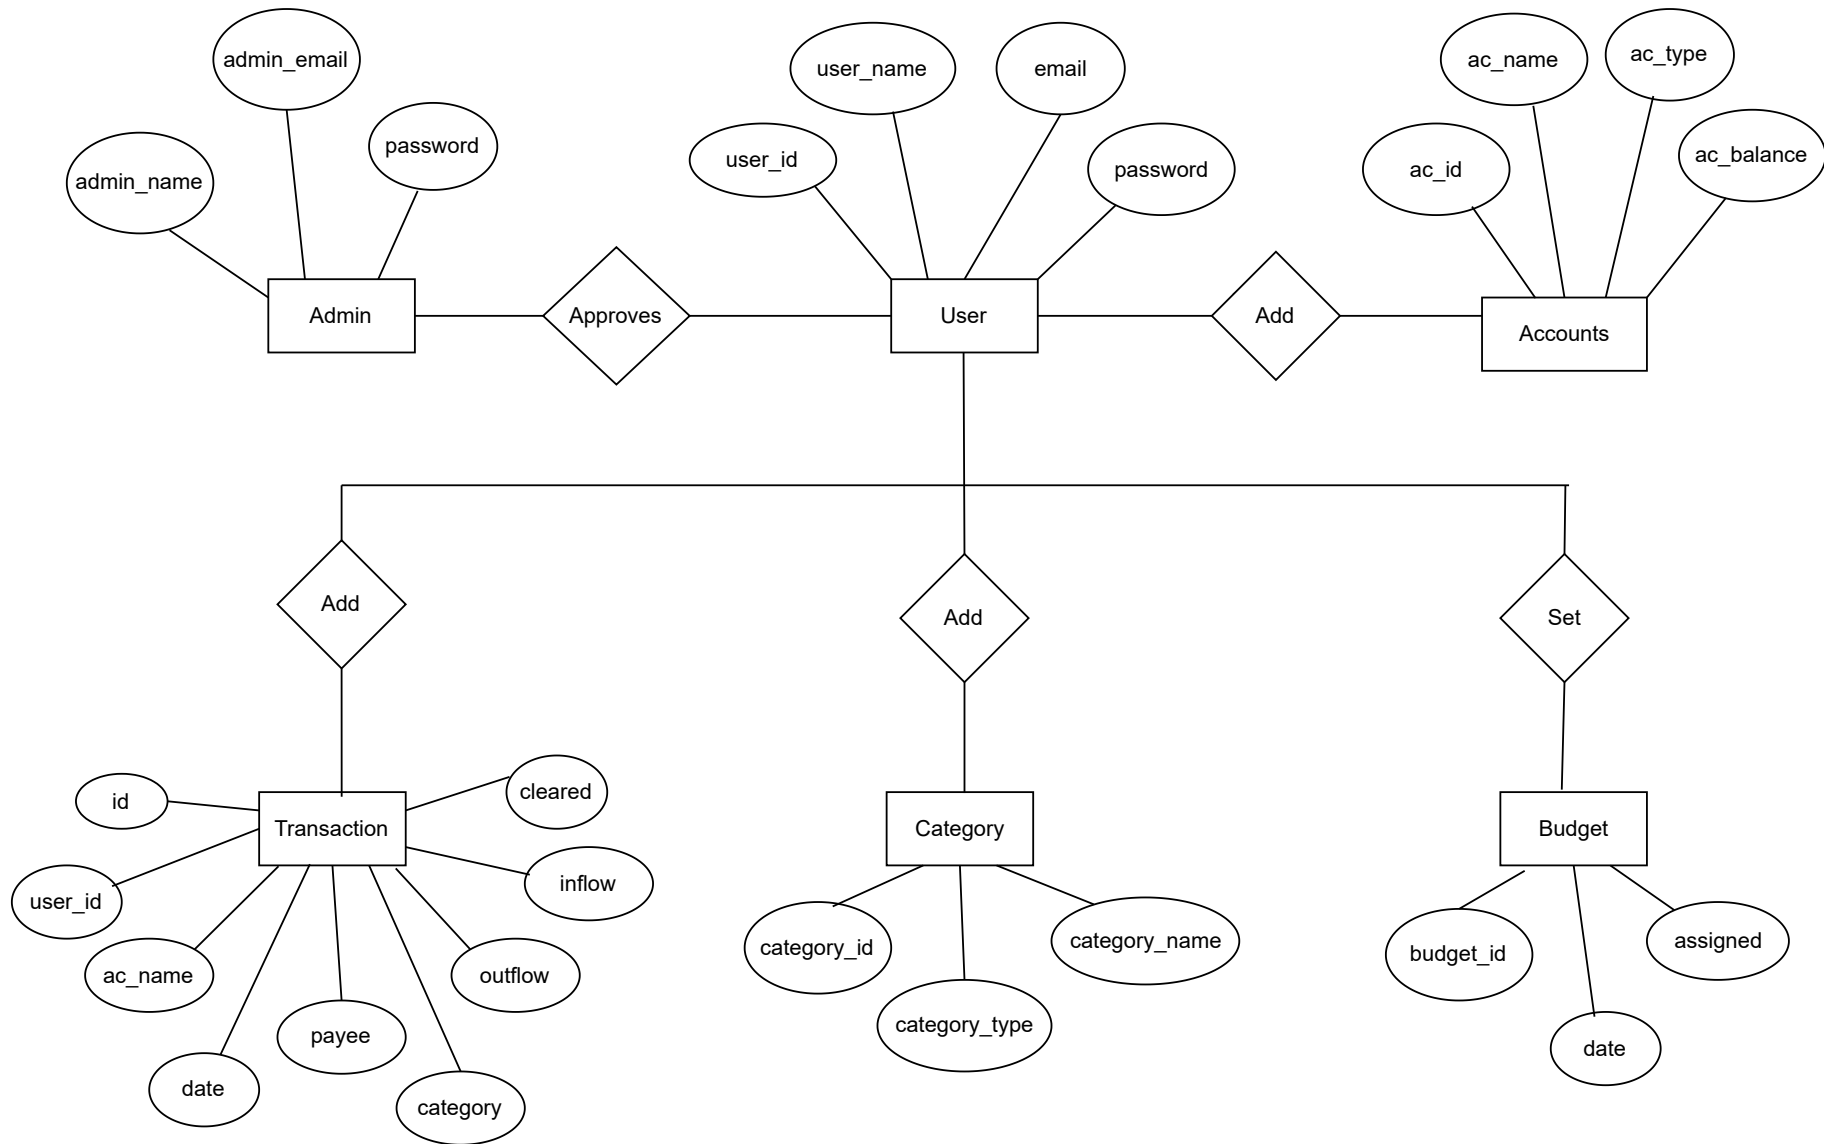 admin_email
user_name
email
ac_name
ac_type
admin_name
password
user_id
password
ac_id
ac_balance
Admin
Approves
User
Add
Accounts
Add
Add
Set
id
cleared
Transaction
Category
Budget
user_id
inflow
ac_name
outflow
category_id
category_name
budget_id
assigned
payee
category_type
date
date
category